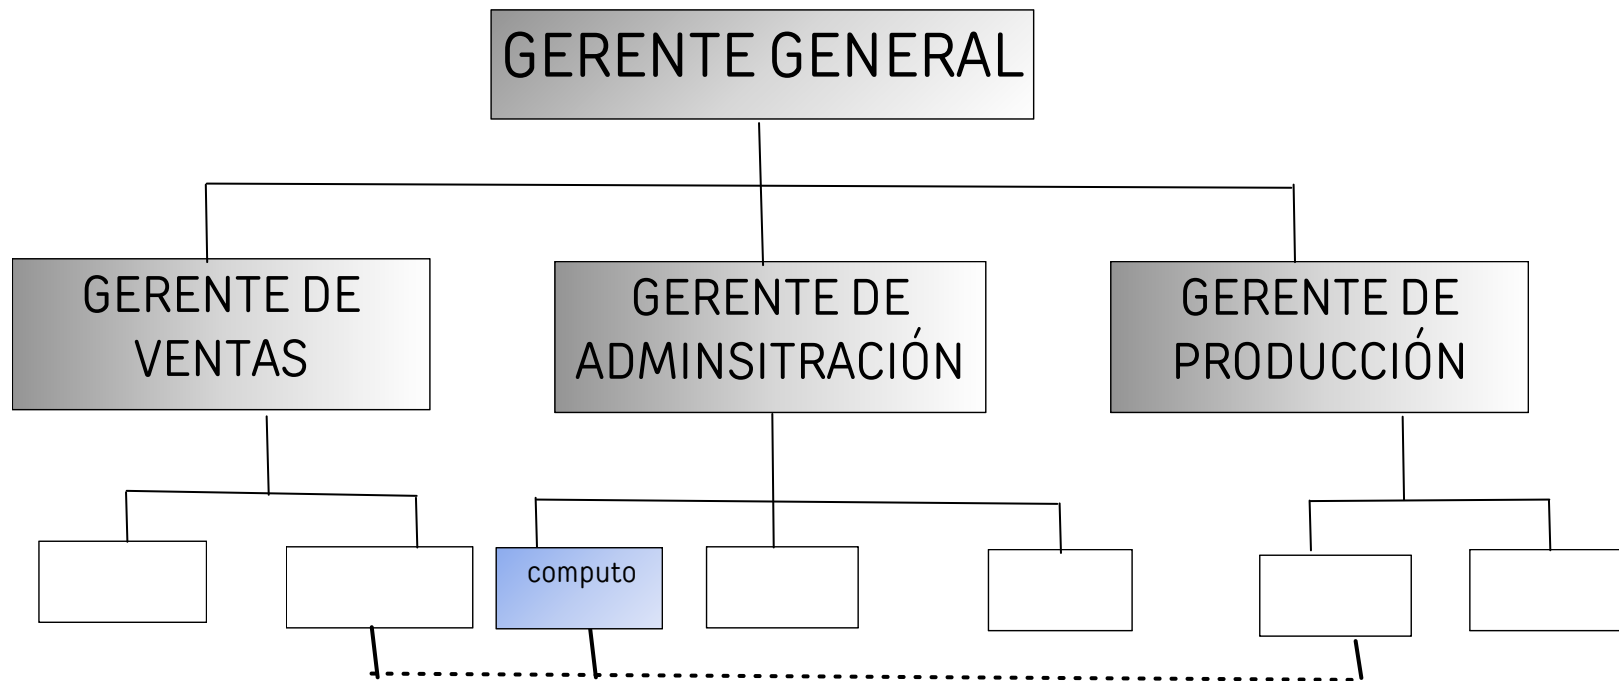 GERENTE GENERAL
GERENTE DE
VENTAS
GERENTE DE
ADMINSITRACIÓN
GERENTE DE
PRODUCCIÓN
computo